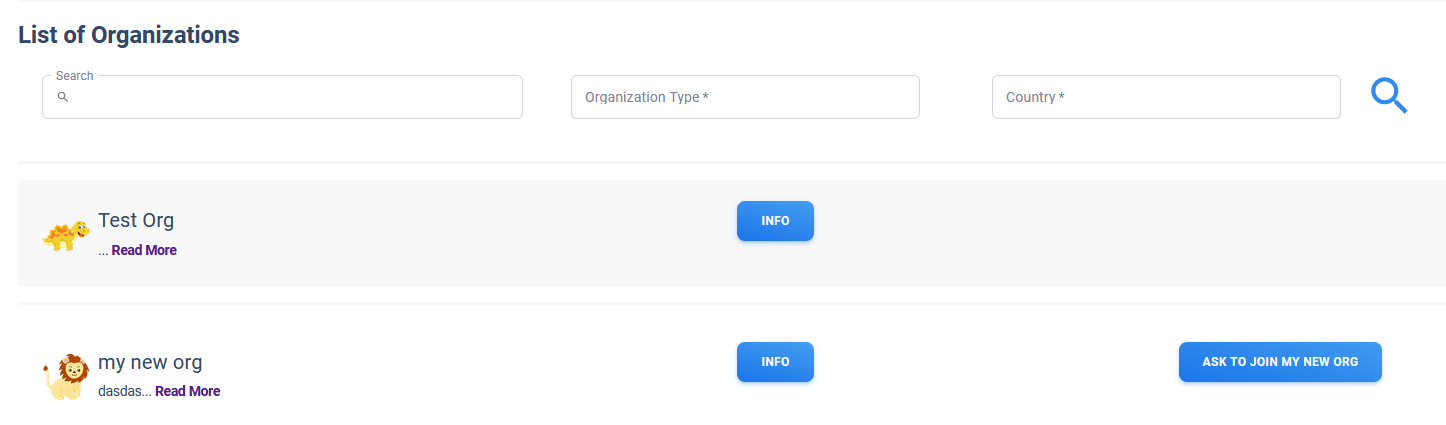 List of Organizations
Search
Organization Type *
Country *
Test Org
INFO
... Read More
my new org
INFO
ASK TO JOIN MY NEW ORG
dasdas... Read More